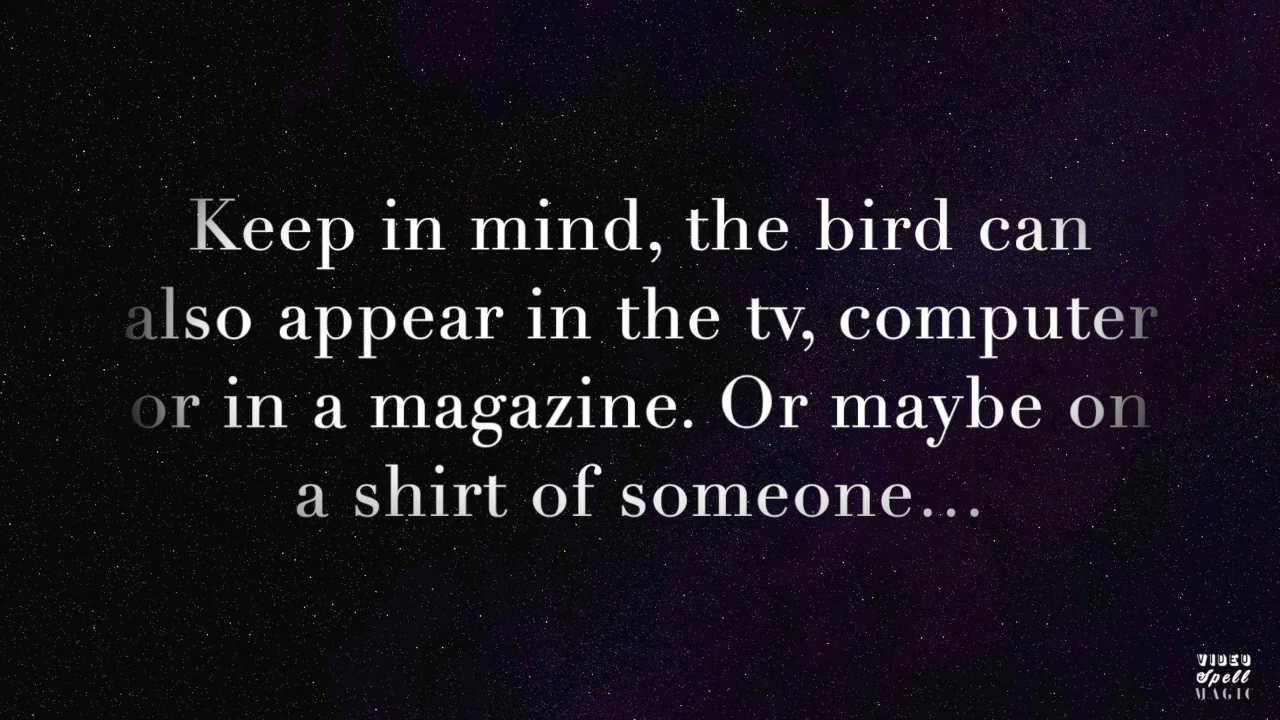 Keep in mind, the bird can
also appear in the tv, computer
or in a magazine. Or maybe on
a shirt of someone...
VIDEO
Spell
MAGIC